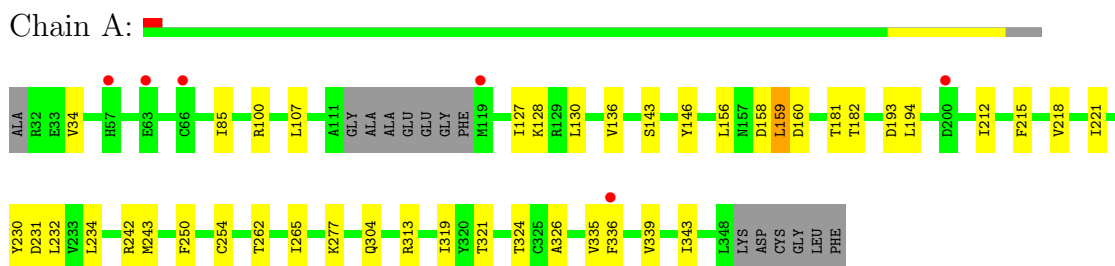 Chain A:
ALA R32 E33 V34 H57 E63 C66 I85 R100 L107 A111 GLY ALA ALA GLU GLU GLY PHE M119 I127 K128 R129 L130 V136 S143 Y146 L156 N157 D158 L159 D160 T181 T182 D193 L194 D200 I212 F215 V218 I221
Y230 D231 L232 V233 L234 R242 M243 F250 C254 T262 I265 K277 Q304 R313 I319 Y320 T321 T324 C325 A326 V335 F336 V339 I343 L348 LYS ASP CYS GLY LEU PHE